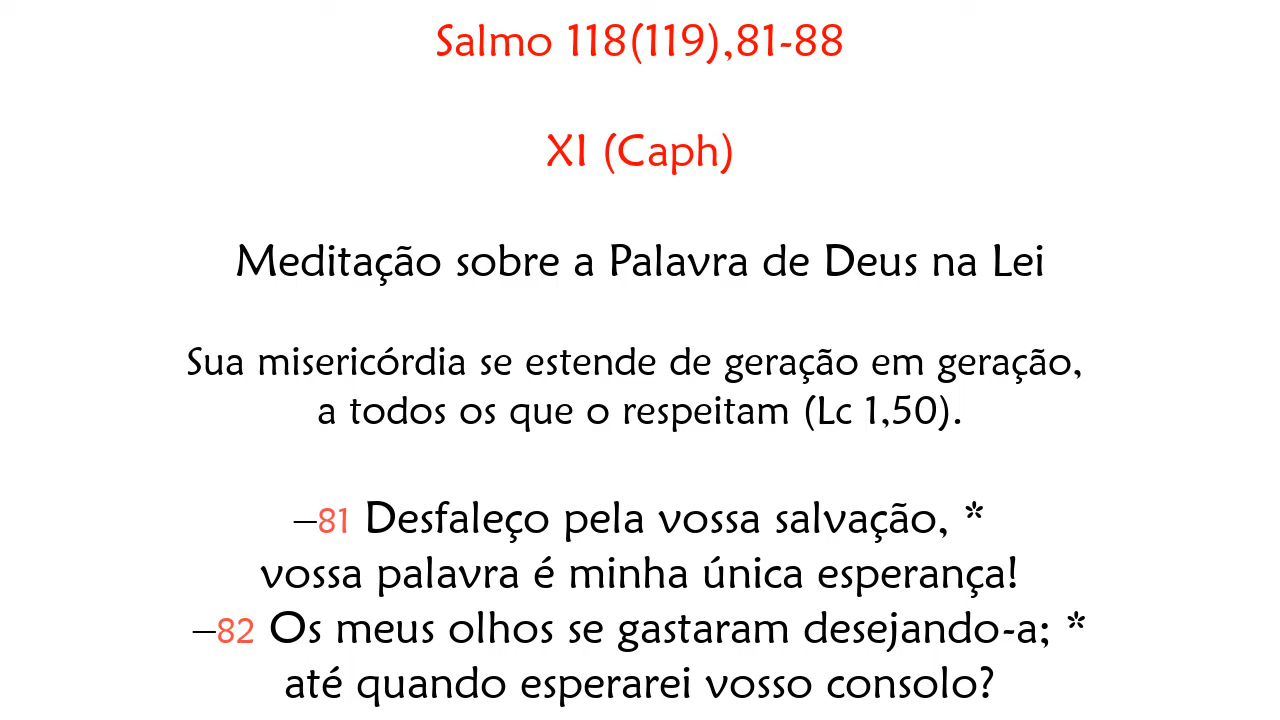 Salmo 118(119),81-88
XI (Caph)
Meditação sobre a Palavra de Deus na Lei
Sua misericórdia se estende de geração em geração,
a todos os que o respeitam (Lc 1,50).
–81 Desfaleço pela vossa salvação, *
vossa palavra é minha única esperança!
–82 Os meus olhos se gastaram desejando-a; *
até quando esperarei vosso consolo?